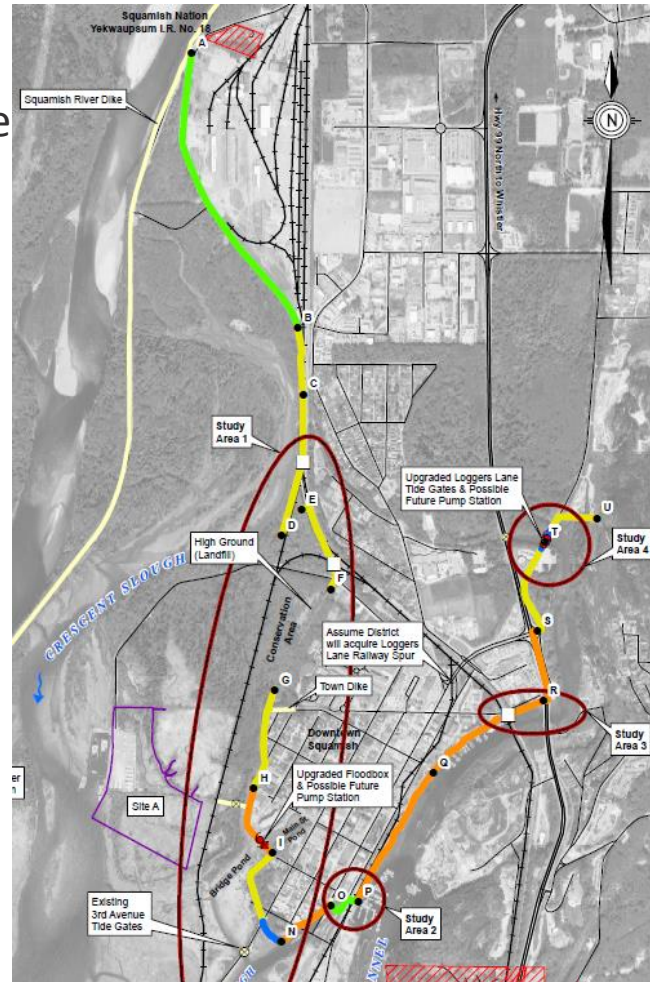 Squamish Nation
Yekwaupsum I.R. No. 18
A
e
Squamish River Dike
Hwy 99 North to Whistler
N
B
C
Study
Area 1
Upgraded Loggers Lane
Tide Gates & Possible
Future Pump Station
U
T
E
D
Study
Area 4
High Ground
(Landfill)
CRESCENT SLOUGH
F
Conservation
Area
Assume District
will acquire Loggers
Lane Railway Spur
S
G
Town Dike
R
Downtown
Squamish
Study
Area 3
Q
H
Upgraded Floodbox
& Possible Future
Pump Station
Site A
Main St
Pond
I
Bridge Pond
Existing
3rd Avenue
Tide Gates
O
P
N
Study
Area 2